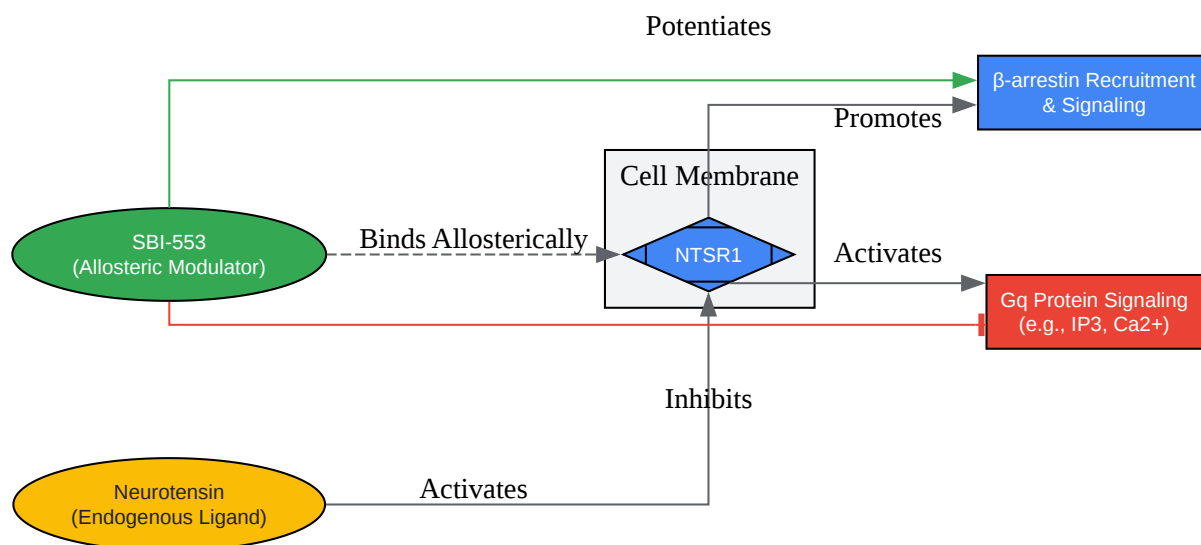 Potentiates
β-arrestin Recruitment
& Signaling
Promotes
Cell Membrane
SBI-553
(Allosteric Modulator)
Binds Allosterically
NTSR1
Activates
Gq Protein Signaling
(e.g., IP3, Ca2+)
Inhibits
Neurotensin
(Endogenous Ligand)
Activates